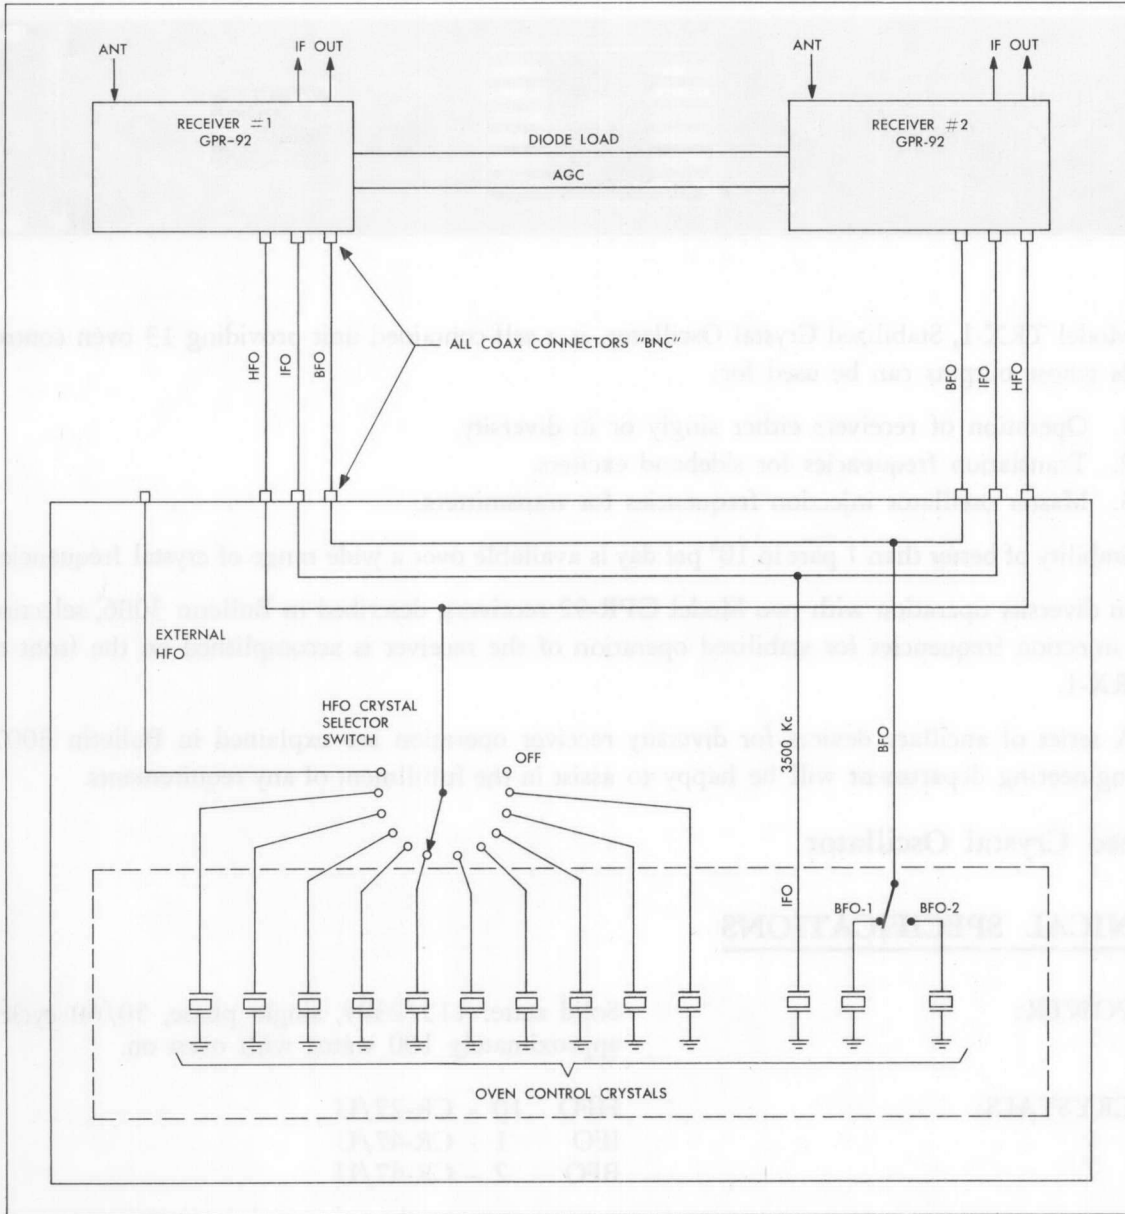 ANT
IF OUT
ANT
IF OUT
RECEIVER #1
GPR-92
RECEIVER #2
GPR-92
DIODE LOAD
AGC
HFO
IFO
BFO
ALL COAX CONNECTORS "BNC"
BFO
IFO
HFO
EXTERNAL
HFO
HFO CRYSTAL
SELECTOR
SWITCH
OFF
3500 Kc
BFO
IFO
BFO-1
BFO-2
OVEN CONTROL CRYSTALS